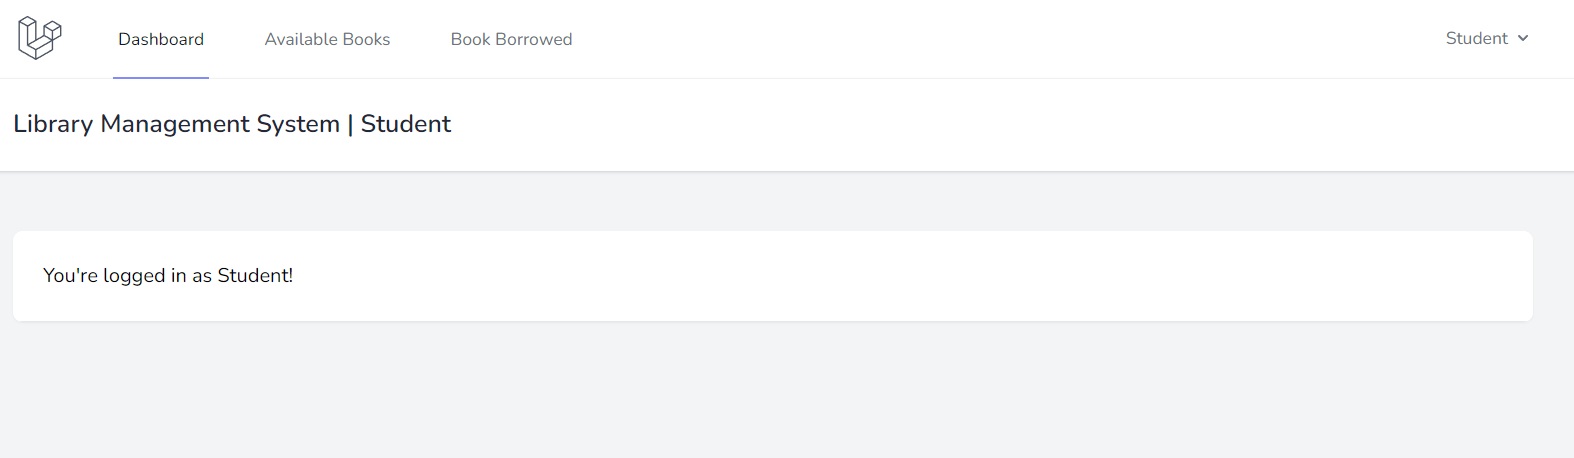 Dashboard Available Books Book Borrowed Student
Library Management System | Student
You're logged in as Student!